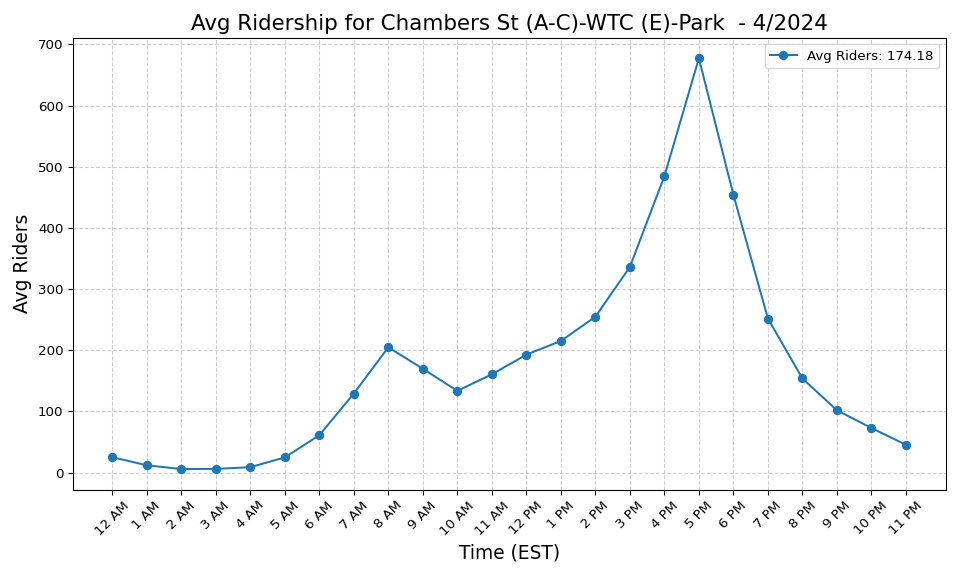 Avg Ridership for Chambers St (A-C)-WTC (E)-Park  - 4/2024
Avg Riders: 174.18
Avg Riders
700
600
500
400
300
200
100
0
12 AM 1 AM 2 AM 3 AM 4 AM 5 AM 6 AM 7 AM 8 AM 9 AM 10 AM 11 AM 12 PM 1 PM 2 PM 3 PM 4 PM 5 PM 6 PM 7 PM 8 PM 9 PM 10 PM 11 PM
Time (EST)